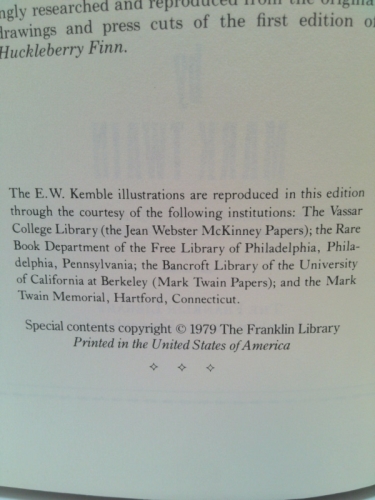 ngly researched and reproduced from the origina
drawings and press cuts of the first edition of
Huckleberry Finn.
BY
MARK TWAIN
The E.W. Kemble illustrations are reproduced in this edition
through the courtesy of the following institutions: The Vassar
College Library (the Jean Webster McKinney Papers); the Rare
Book Department of the Free Library of Philadelphia, Phila-
delphia, Pennsylvania; the Bancroft Library of the University
of California at Berkeley (Mark Twain Papers); and the Mark
Twain Memorial, Hartford, Connecticut.
Special contents copyright © 1979 The Franklin Library
Printed in the United States of America